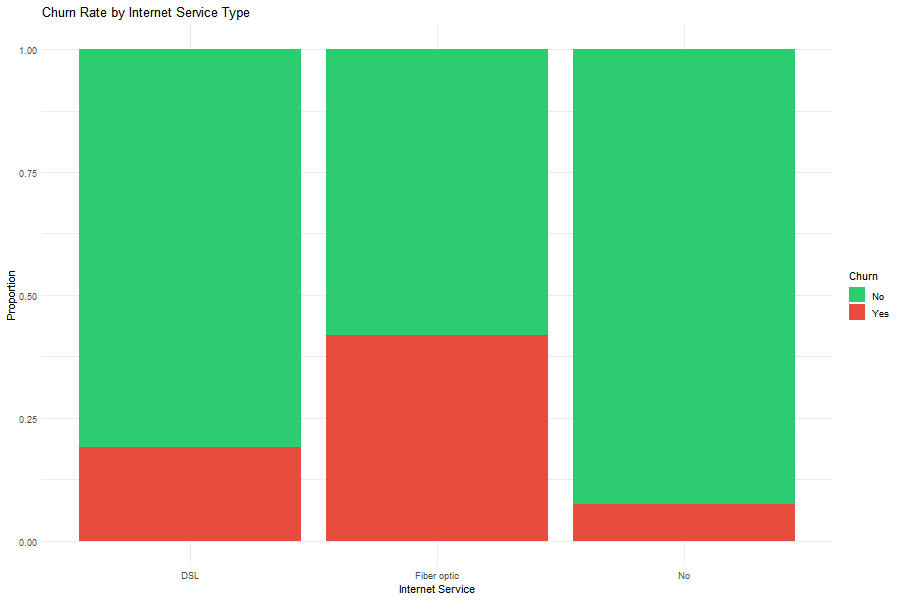 Churn Rate by Internet Service Type
1.00
0.75
0.50
0.25
0.00
Proportion
DSL
Fiber optic
No
Internet Service
Churn
No
Yes